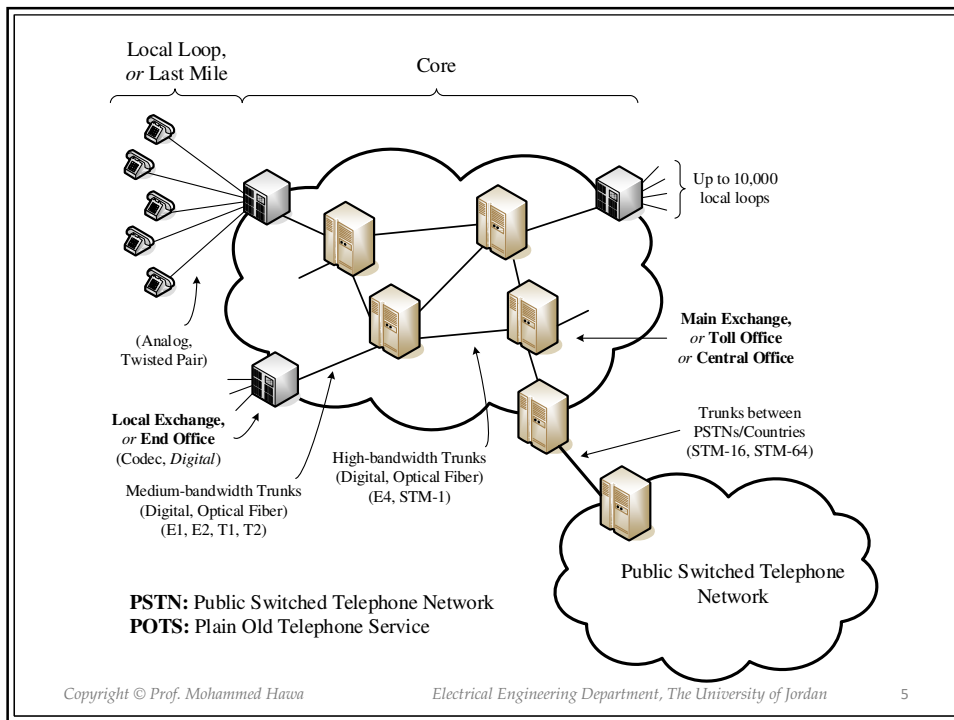 Local Loop,
or Last Mile
Core
Up to 10,000
local loops
(Analog,
Twisted Pair)
Main Exchange,
or Toll Office
or Central Office
Local Exchange,
or End Office
(Codec, Digital)
Medium-bandwidth Trunks
(Digital, Optical Fiber)
(E1, E2, T1, T2)
High-bandwidth Trunks
(Digital, Optical Fiber)
(E4, STM-1)
Trunks between
PSTNs/Countries
(STM-16, STM-64)
Public Switched Telephone
Network
PSTN: Public Switched Telephone Network
POTS: Plain Old Telephone Service
Copyright © Prof. Mohammed Hawa Electrical Engineering Department, The University of Jordan 5